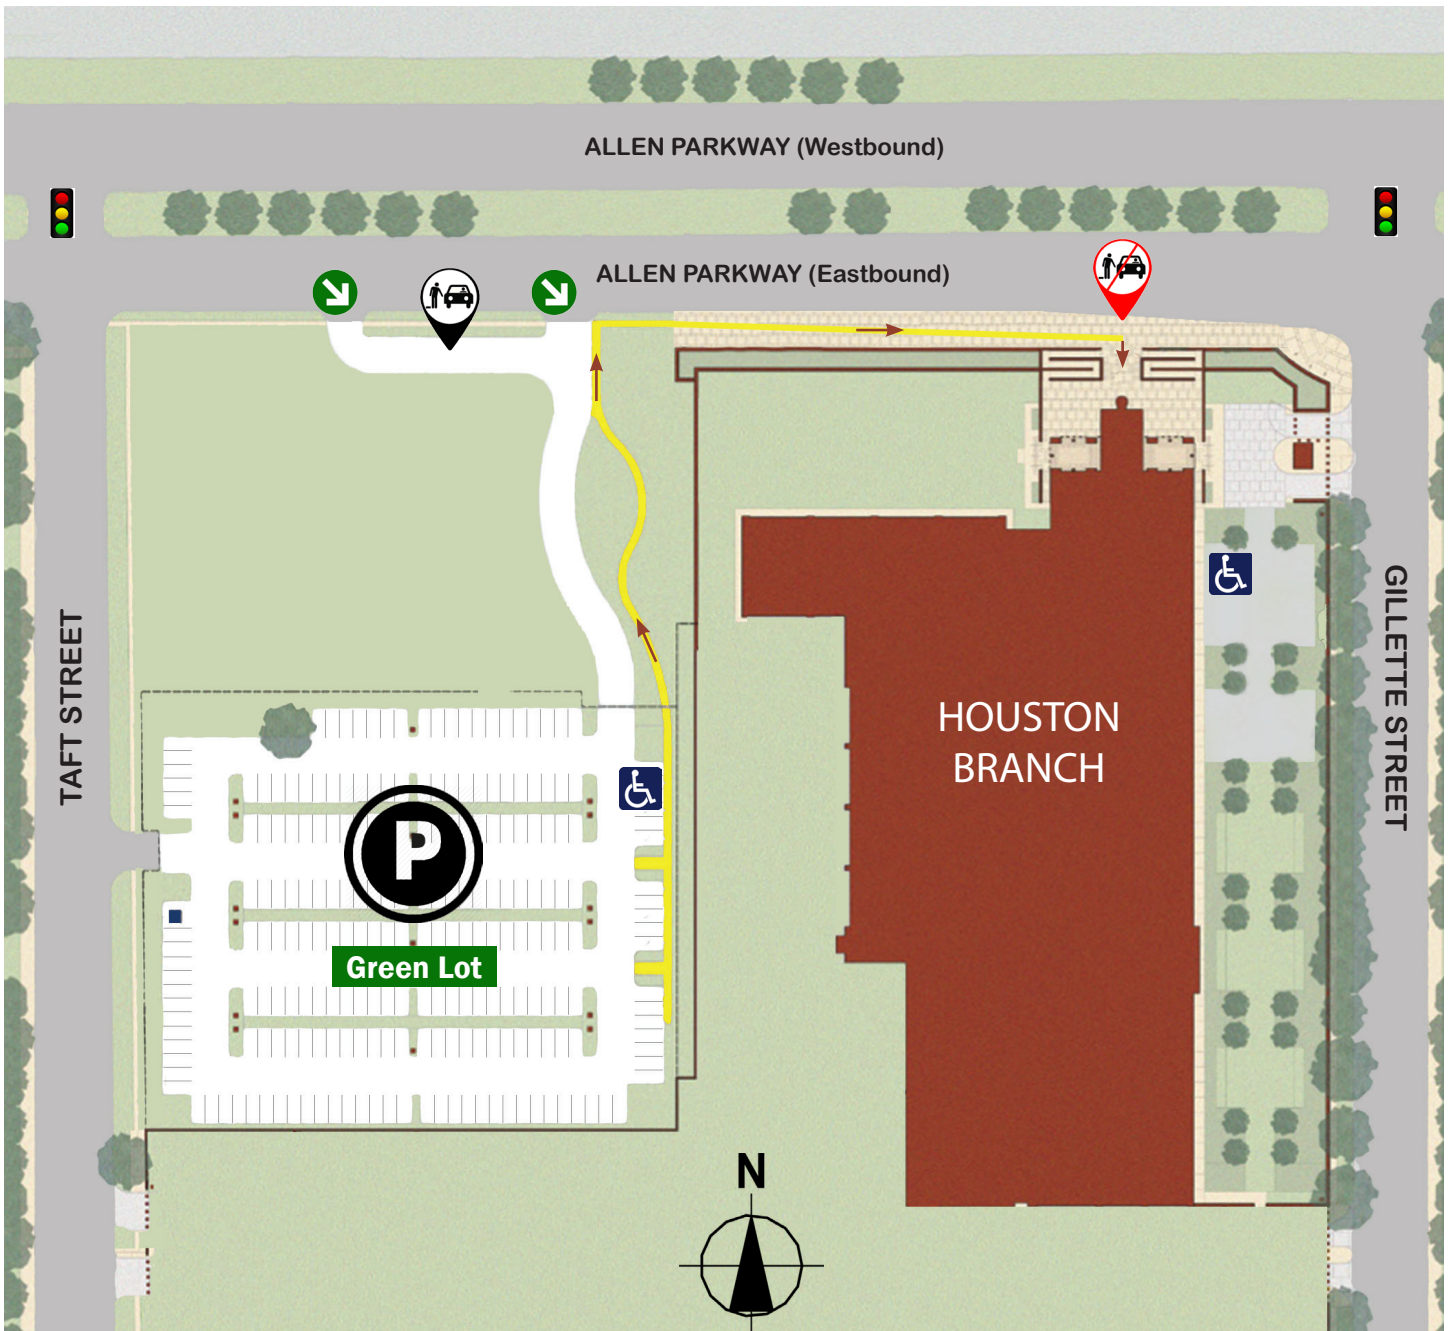 ALLEN PARKWAY (Westbound)
ALLEN PARKWAY (Eastbound)
TAFT STREET
GILLETTE STREET
HOUSTON
BRANCH
P
Green Lot
N